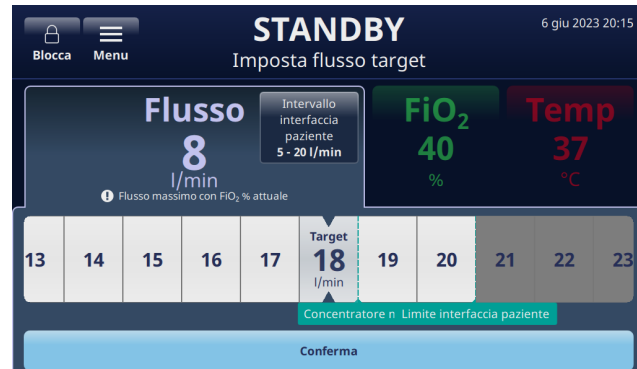 STANDBY
6 giu 2023 20:15
Blocca
Menu
Imposta flusso target
Flusso
8
l/min
Flusso massimo con FiO2 % attuale
Intervallo
interfaccia
paziente
5 - 20 l/min
FiO2
40
%
Temp
37
°C
13 14 15 16 17
Target
18
l/min
19 20 21 22 23
Concentratore Limite interfaccia paziente
Conferma